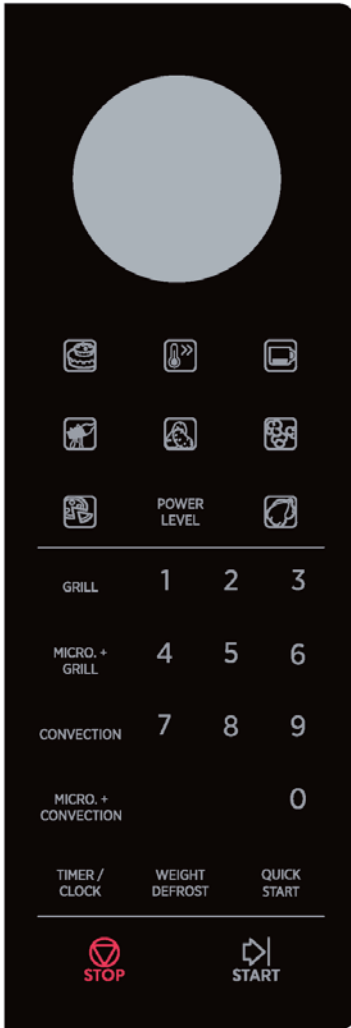 POWER
LEVEL
GRILL
1 2 3
MICRO. +
GRILL
4 5 6
CONVECTION
7 8 9
MICRO. +
CONVECTION
0
TIMER /
CLOCK
WEIGHT
DEFROST
QUICK
START
STOP
START